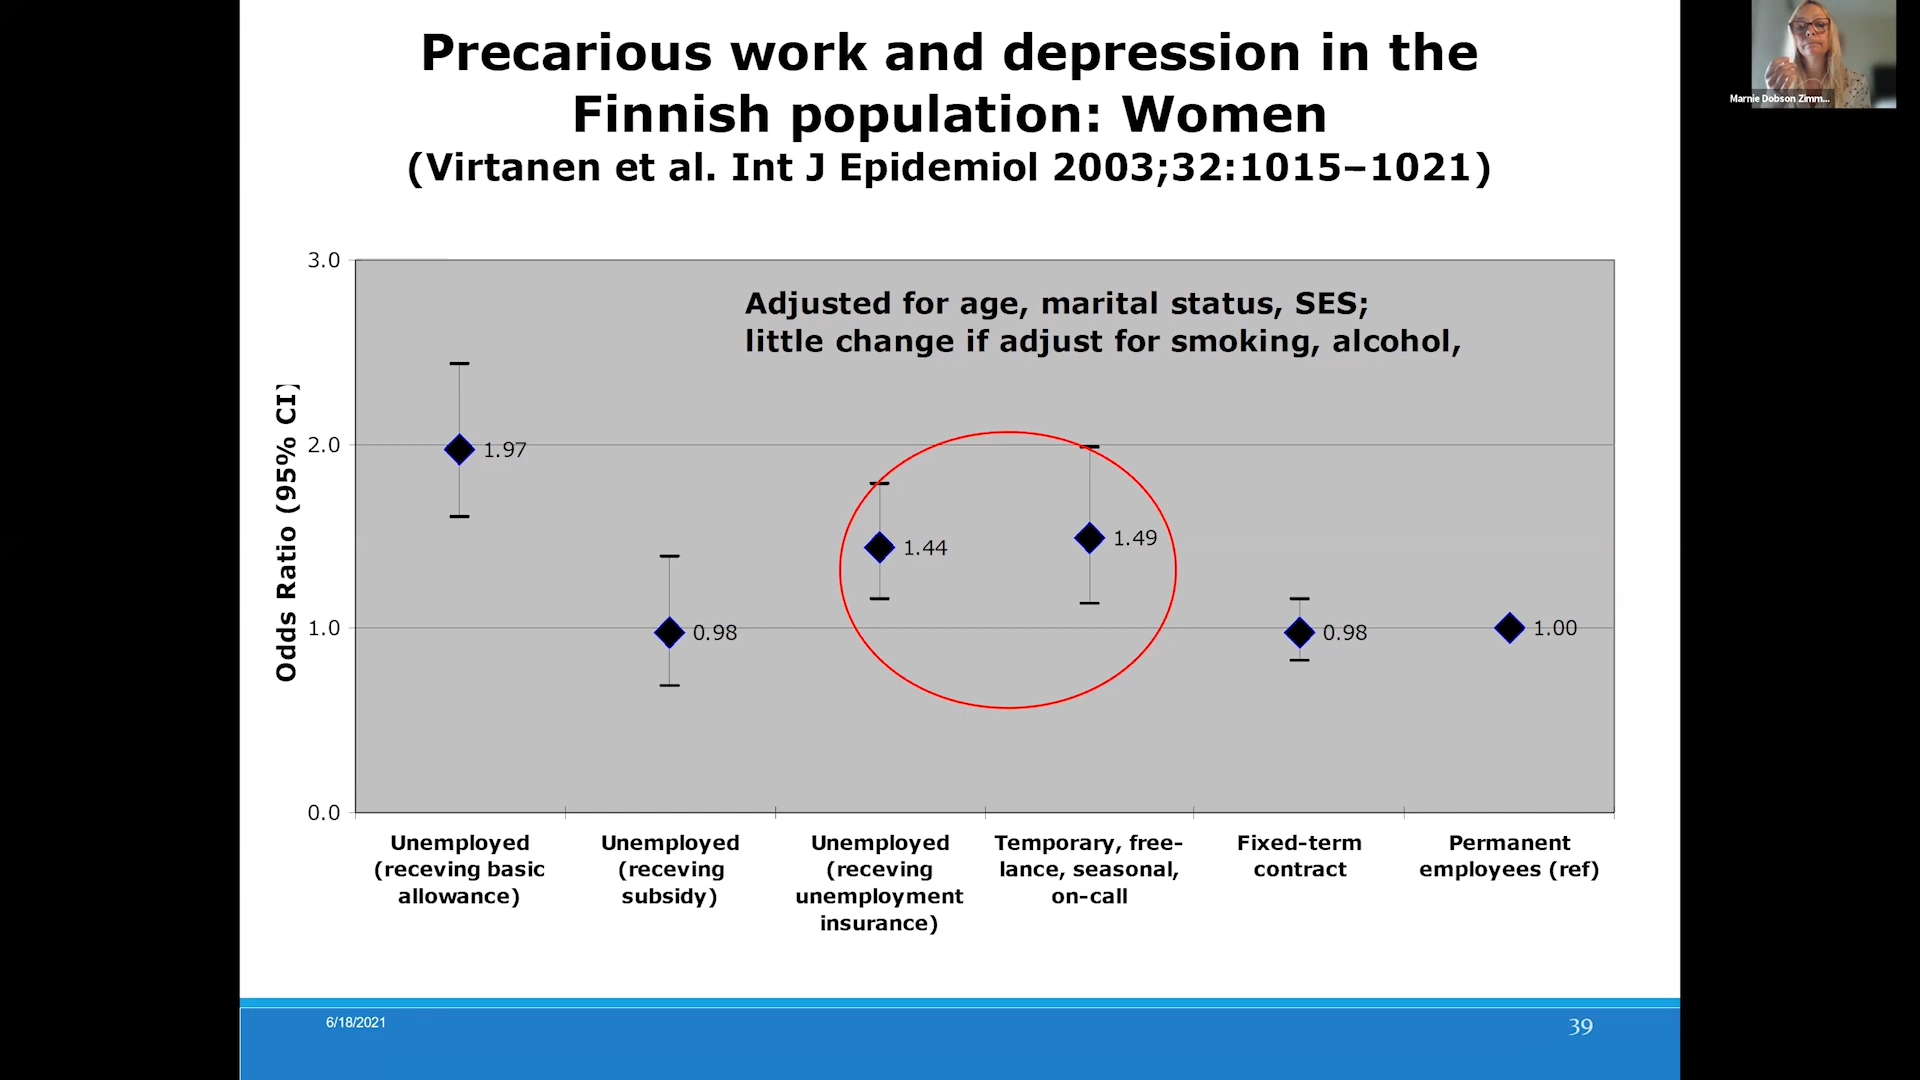 Precarious work and depression in the
Finnish population: Women
(Virtanen et al. Int J Epidemiol 2003;32:1015–1021)
Marnie Dobson Zimm...
3.0
2.0
1.0
0.0
Odds Ratio (95% CI)
Adjusted for age, marital status, SES;
little change if adjust for smoking, alcohol,
1.97
0.98
1.44
1.49
0.98
1.00
Unemployed
(receving basic
allowance)
Unemployed
(receving
subsidy)
Unemployed
(receving
unemployment
insurance)
Temporary, free-
lance, seasonal,
on-call
Fixed-term
contract
Permanent
employees (ref)
6/18/2021
39